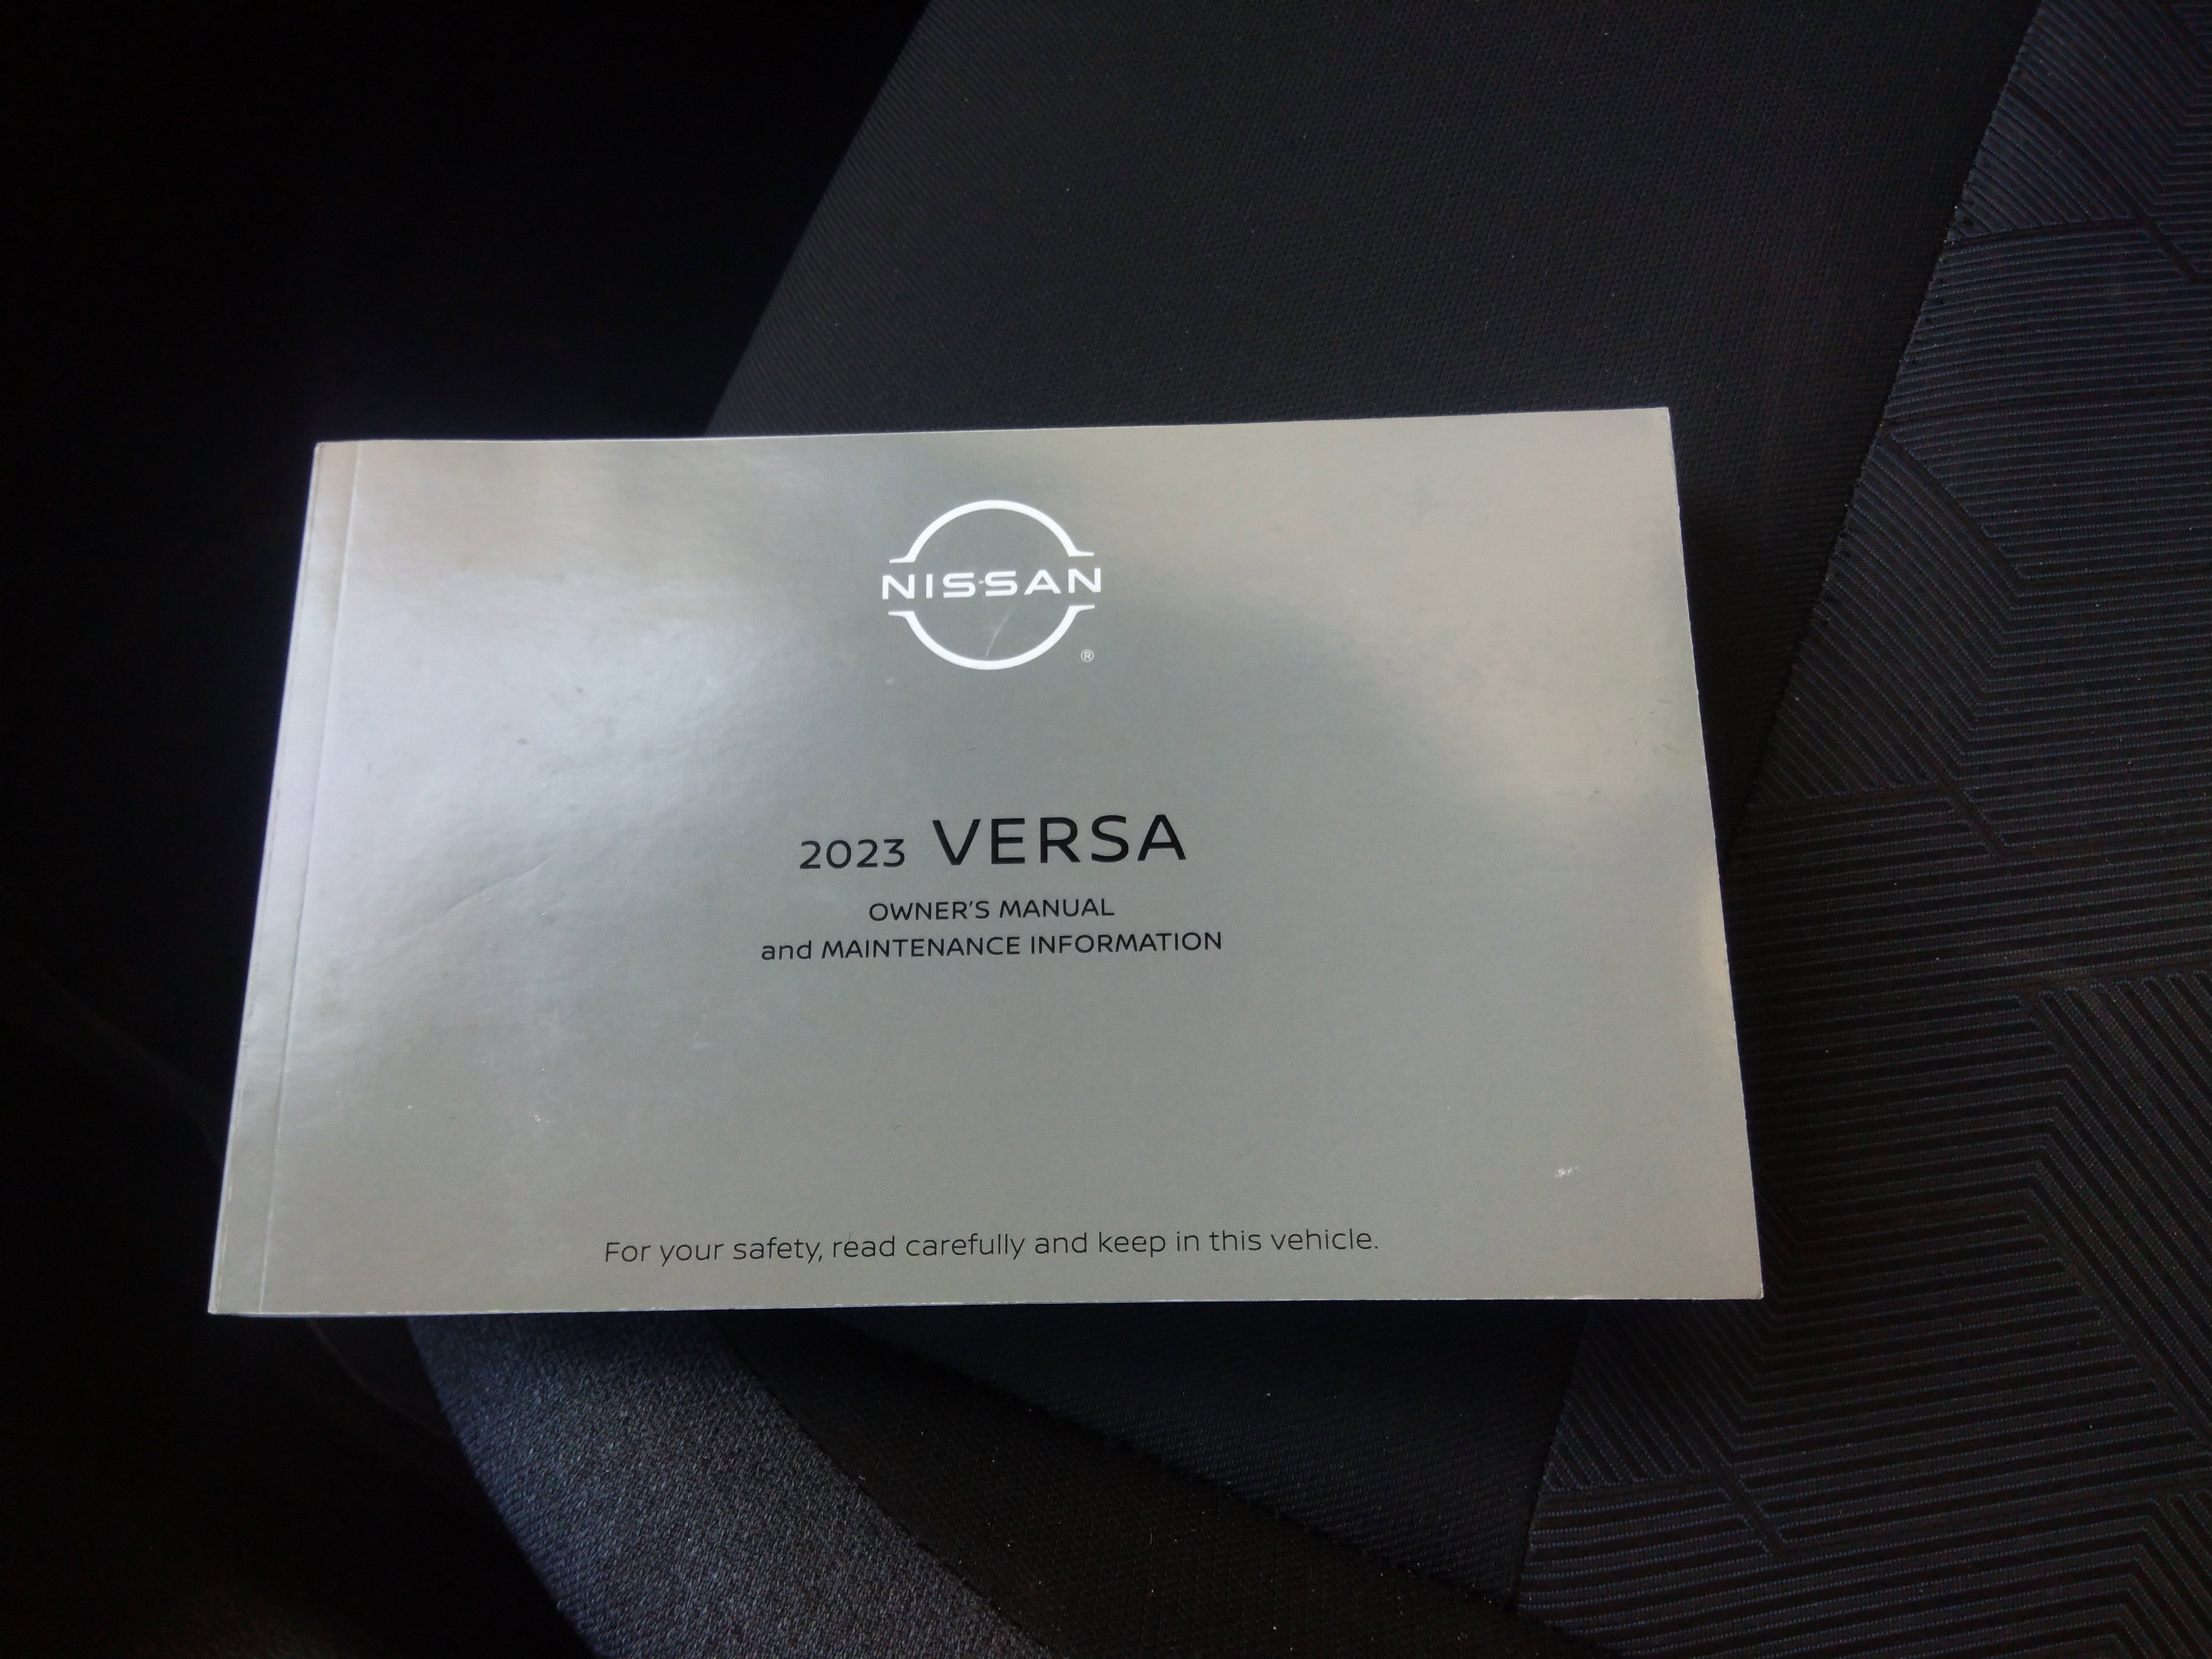 NISSAN
®
2023 VERSA
OWNER'S MANUAL
and MAINTENANCE INFORMATION
For your safety, read carefully and keep in this vehicle.